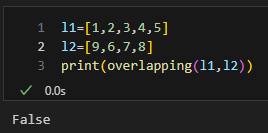 1 l1=[1,2,3,4,5]
2 l2=[9,6,7,8]
3 print(overlapping(l1,l2))
✓ 0.0s
False